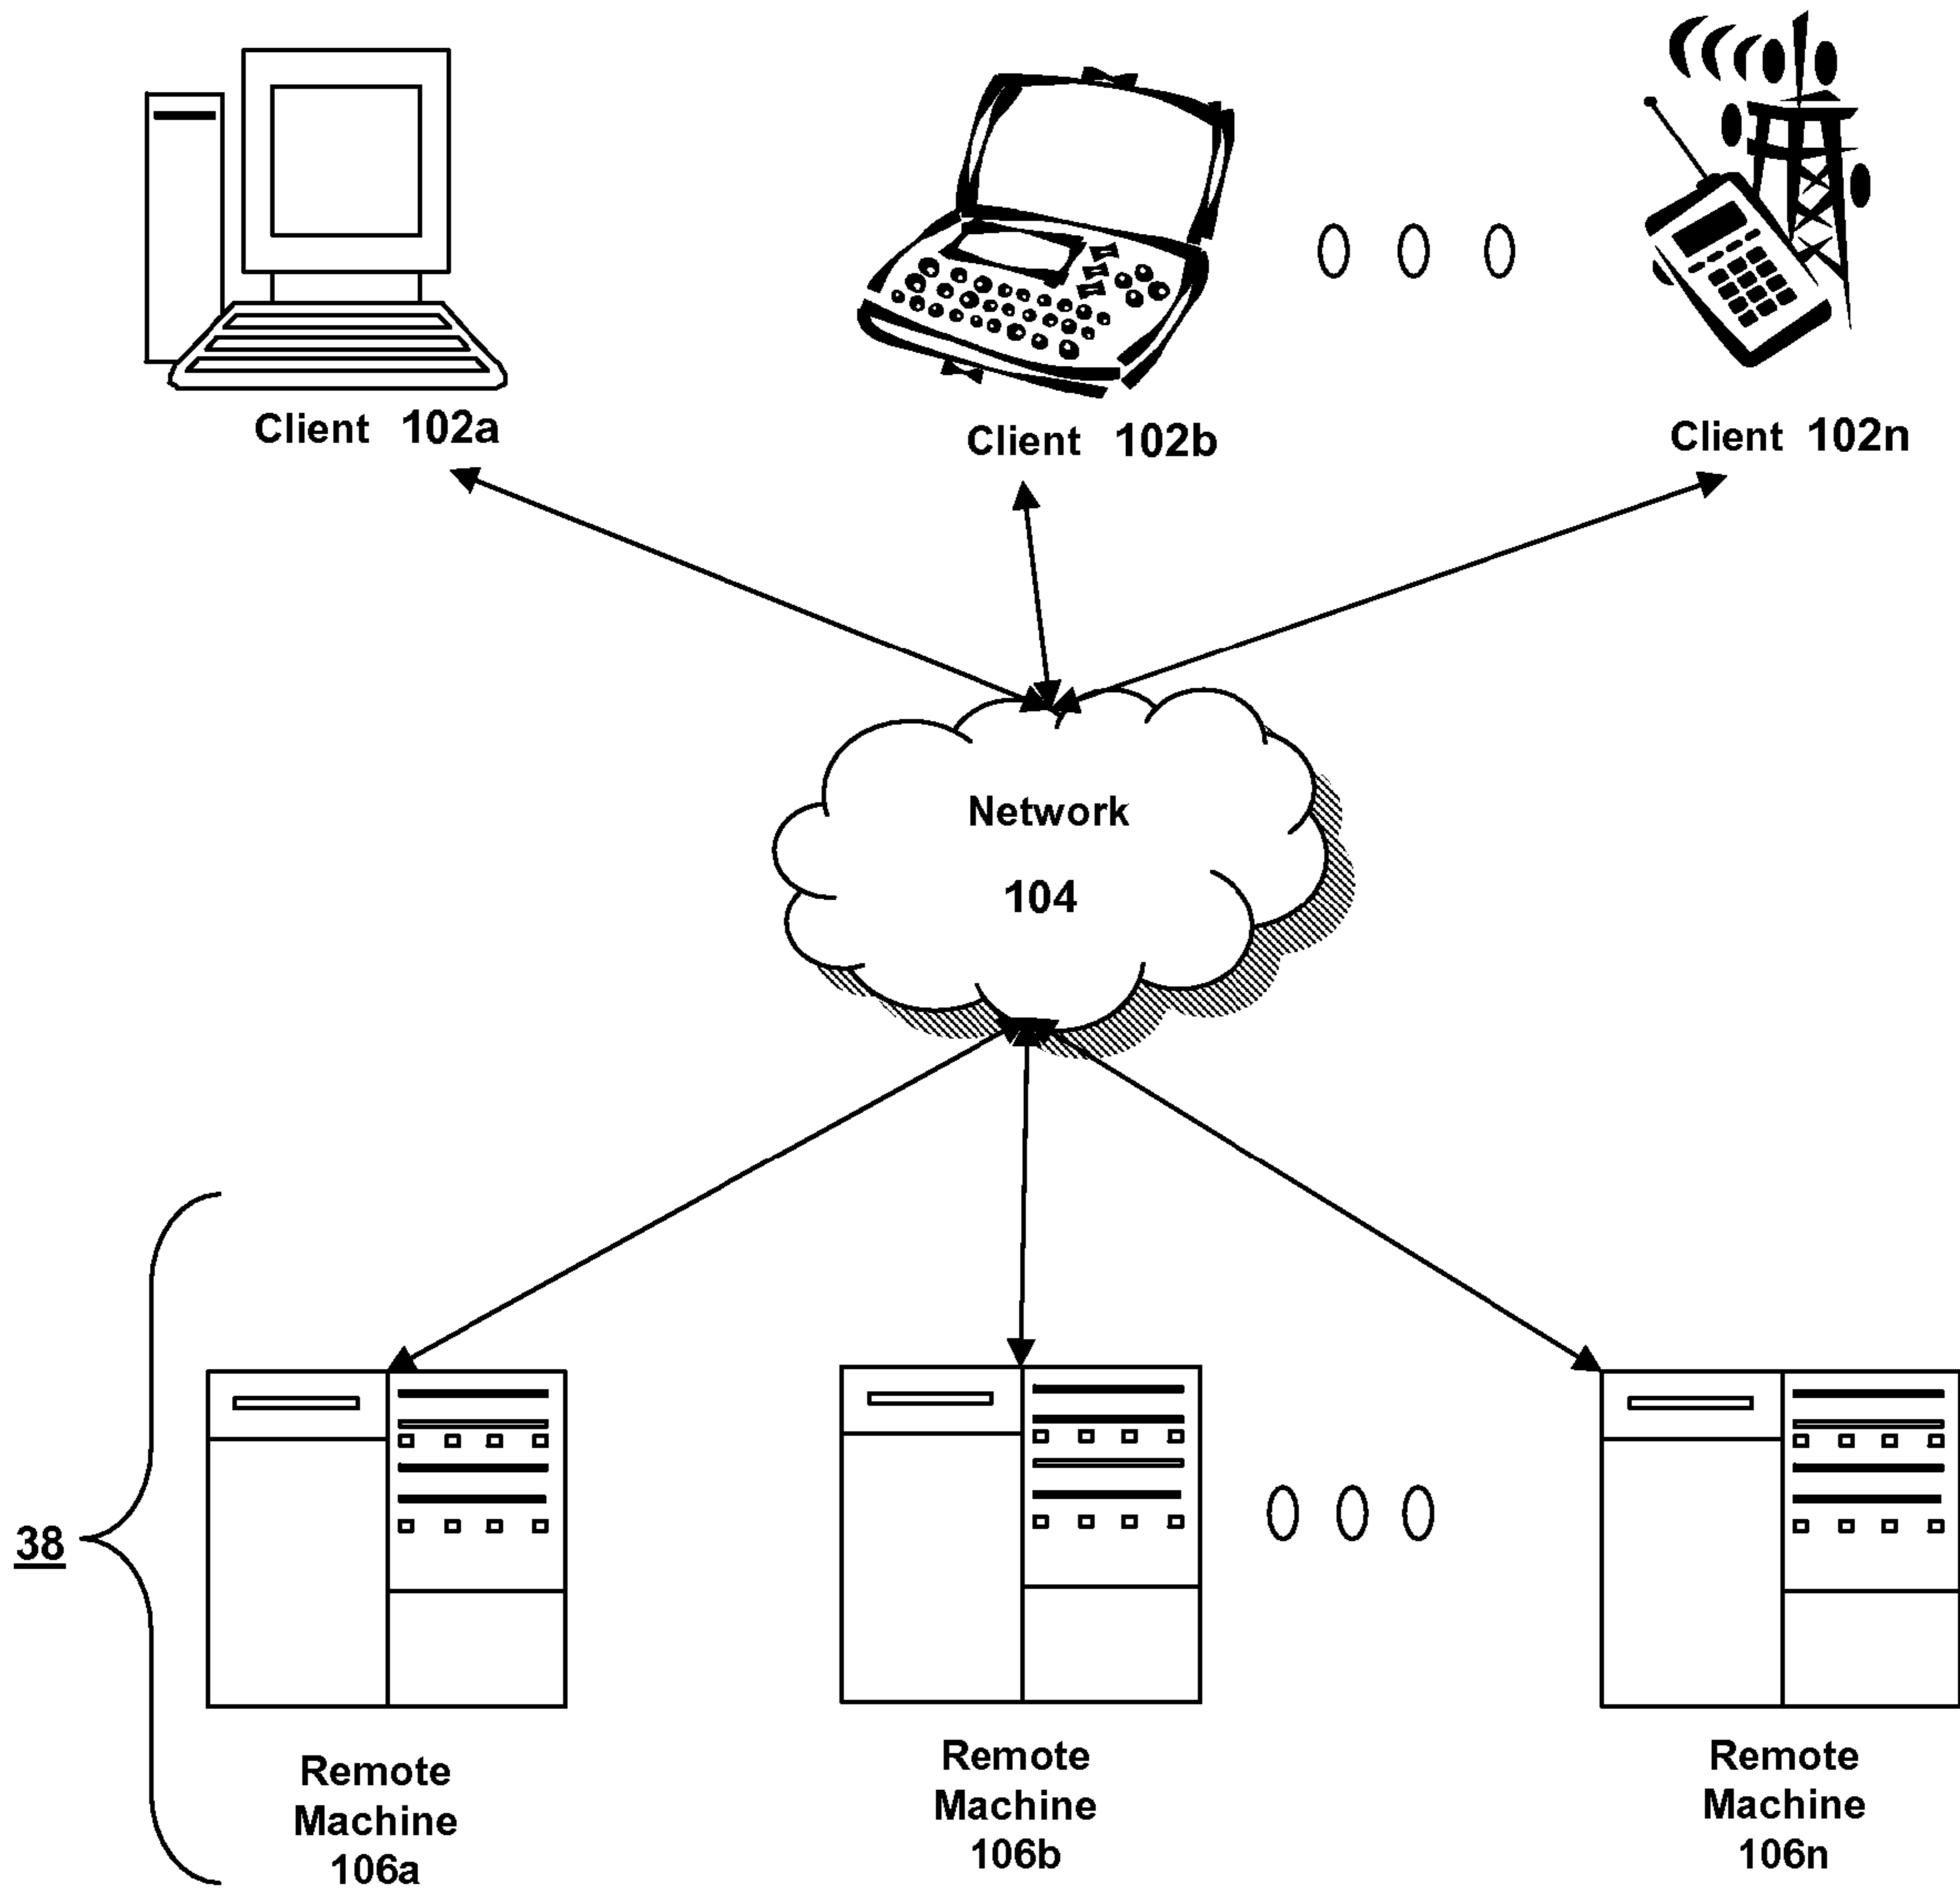 Client 102a
Client 102b
Client 102n
Network
104
38
Remote
Machine
106a
Remote
Machine
106b
Remote
Machine
106n